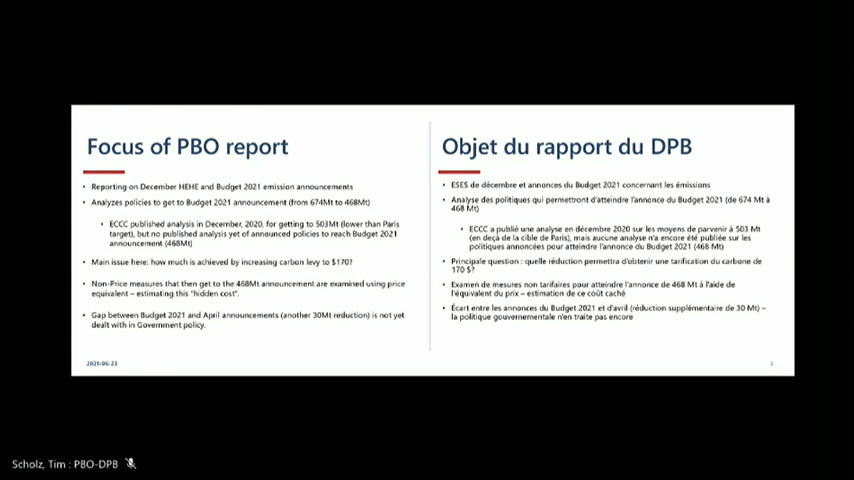 Focus of PBO report
• Reporting on December HEHE and Budget 2021 emission announcements
• Analyzes policies to get to Budget 2021 announcement (from 674Mt to 468Mt)
• ECCC published analysis in December, 2020, for getting to 503Mt (lower than Paris
target), but no published analysis yet of announced policies to reach Budget 2021
announcement (468Mt)
• Main issue here: how much is achieved by increasing carbon levy to $170?
• Non-Price measures that then get to the 468Mt announcement are examined using price
equivalent – estimating this "hidden cost".
• Gap between Budget 2021 and April announcements (another 30Mt reduction) is not yet
dealt with in Government policy.
2021-06-23
Objet du rapport du DPB
• ESES de décembre et annonces du Budget 2021 concernant les émissions
• Analyse des politiques qui permettront d'atteindre l'annonce du Budget 2021 (de 674 Mt à
468 Mt)
• ECCC a publié une analyse en décembre 2020 sur les moyens de parvenir à 503 Mt
(en deçà de la cible de Paris), mais aucune analyse n'a encore été publiée sur les
politiques annoncées pour atteindre l'annonce du Budget 2021 (468 Mt)
• Principale question : quelle réduction permettra d'obtenir une tarification du carbone de
170 $?
• Examen de mesures non tarifaires pour atteindre l'annonce de 468 Mt à l'aide de
l'équivalent du prix – estimation de ce coût caché
• Écart entre les annonces du Budget 2021 et d'avril (réduction supplémentaire de 30 Mt) –
la politique gouvernementale n'en traite pas encore
3
Scholz, Tim : PBO-DPB